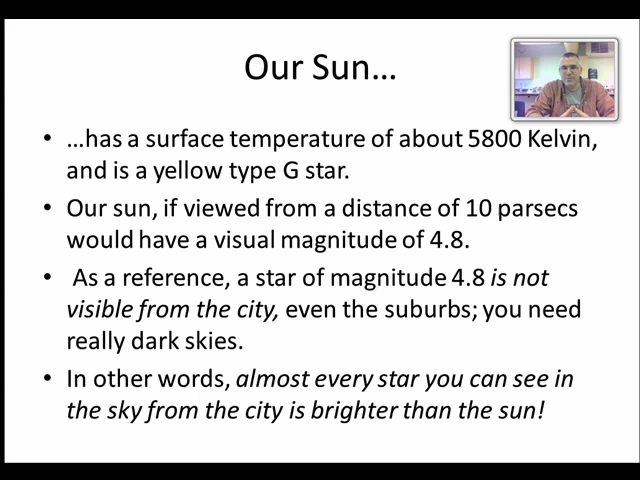 Our Sun…
• …has a surface temperature of about 5800 Kelvin,
and is a yellow type G star.
• Our sun, if viewed from a distance of 10 parsecs
would have a visual magnitude of 4.8.
• As a reference, a star of magnitude 4.8 is not
visible from the city, even the suburbs; you need
really dark skies.
• In other words, almost every star you can see in
the sky from the city is brighter than the sun!